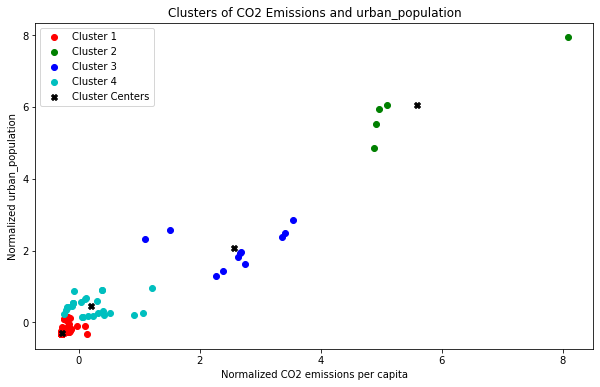 Clusters of CO2 Emissions and urban_population
Cluster 1
Cluster 2
Cluster 3
Cluster 4
Cluster Centers
Normalized urban_population
8
6
4
2
0
0
2
4
6
8
Normalized CO2 emissions per capita